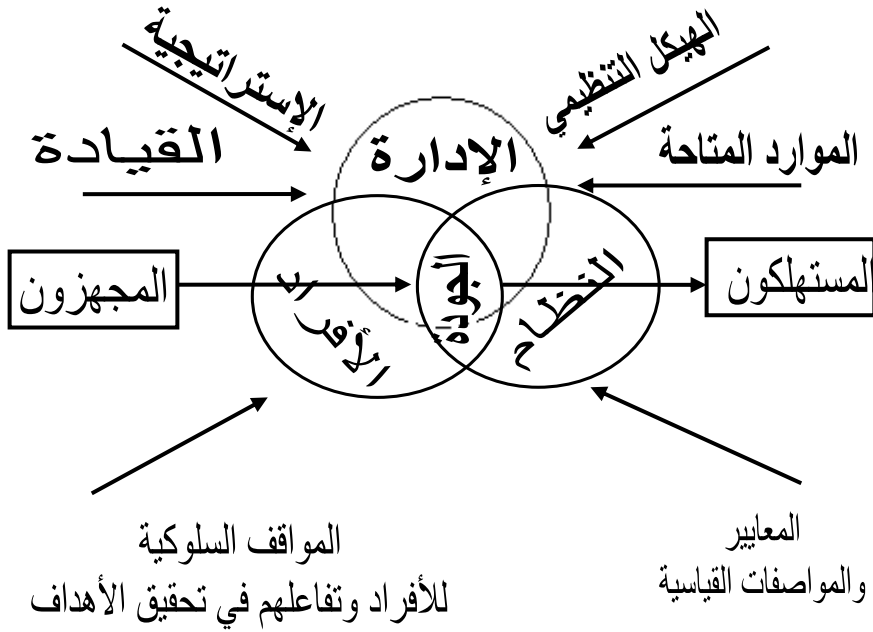 الهيكل التنظيمي
الإستراتيجية
الإدارة
الموارد المتاحة
القيادة
المستهلكون
النظام
الجودة
الأفراد
المجهزون
المعايير
والمواصفات القياسية
المواقف السلوكية
للأفراد وتفاعلهم في تحقيق الأهداف